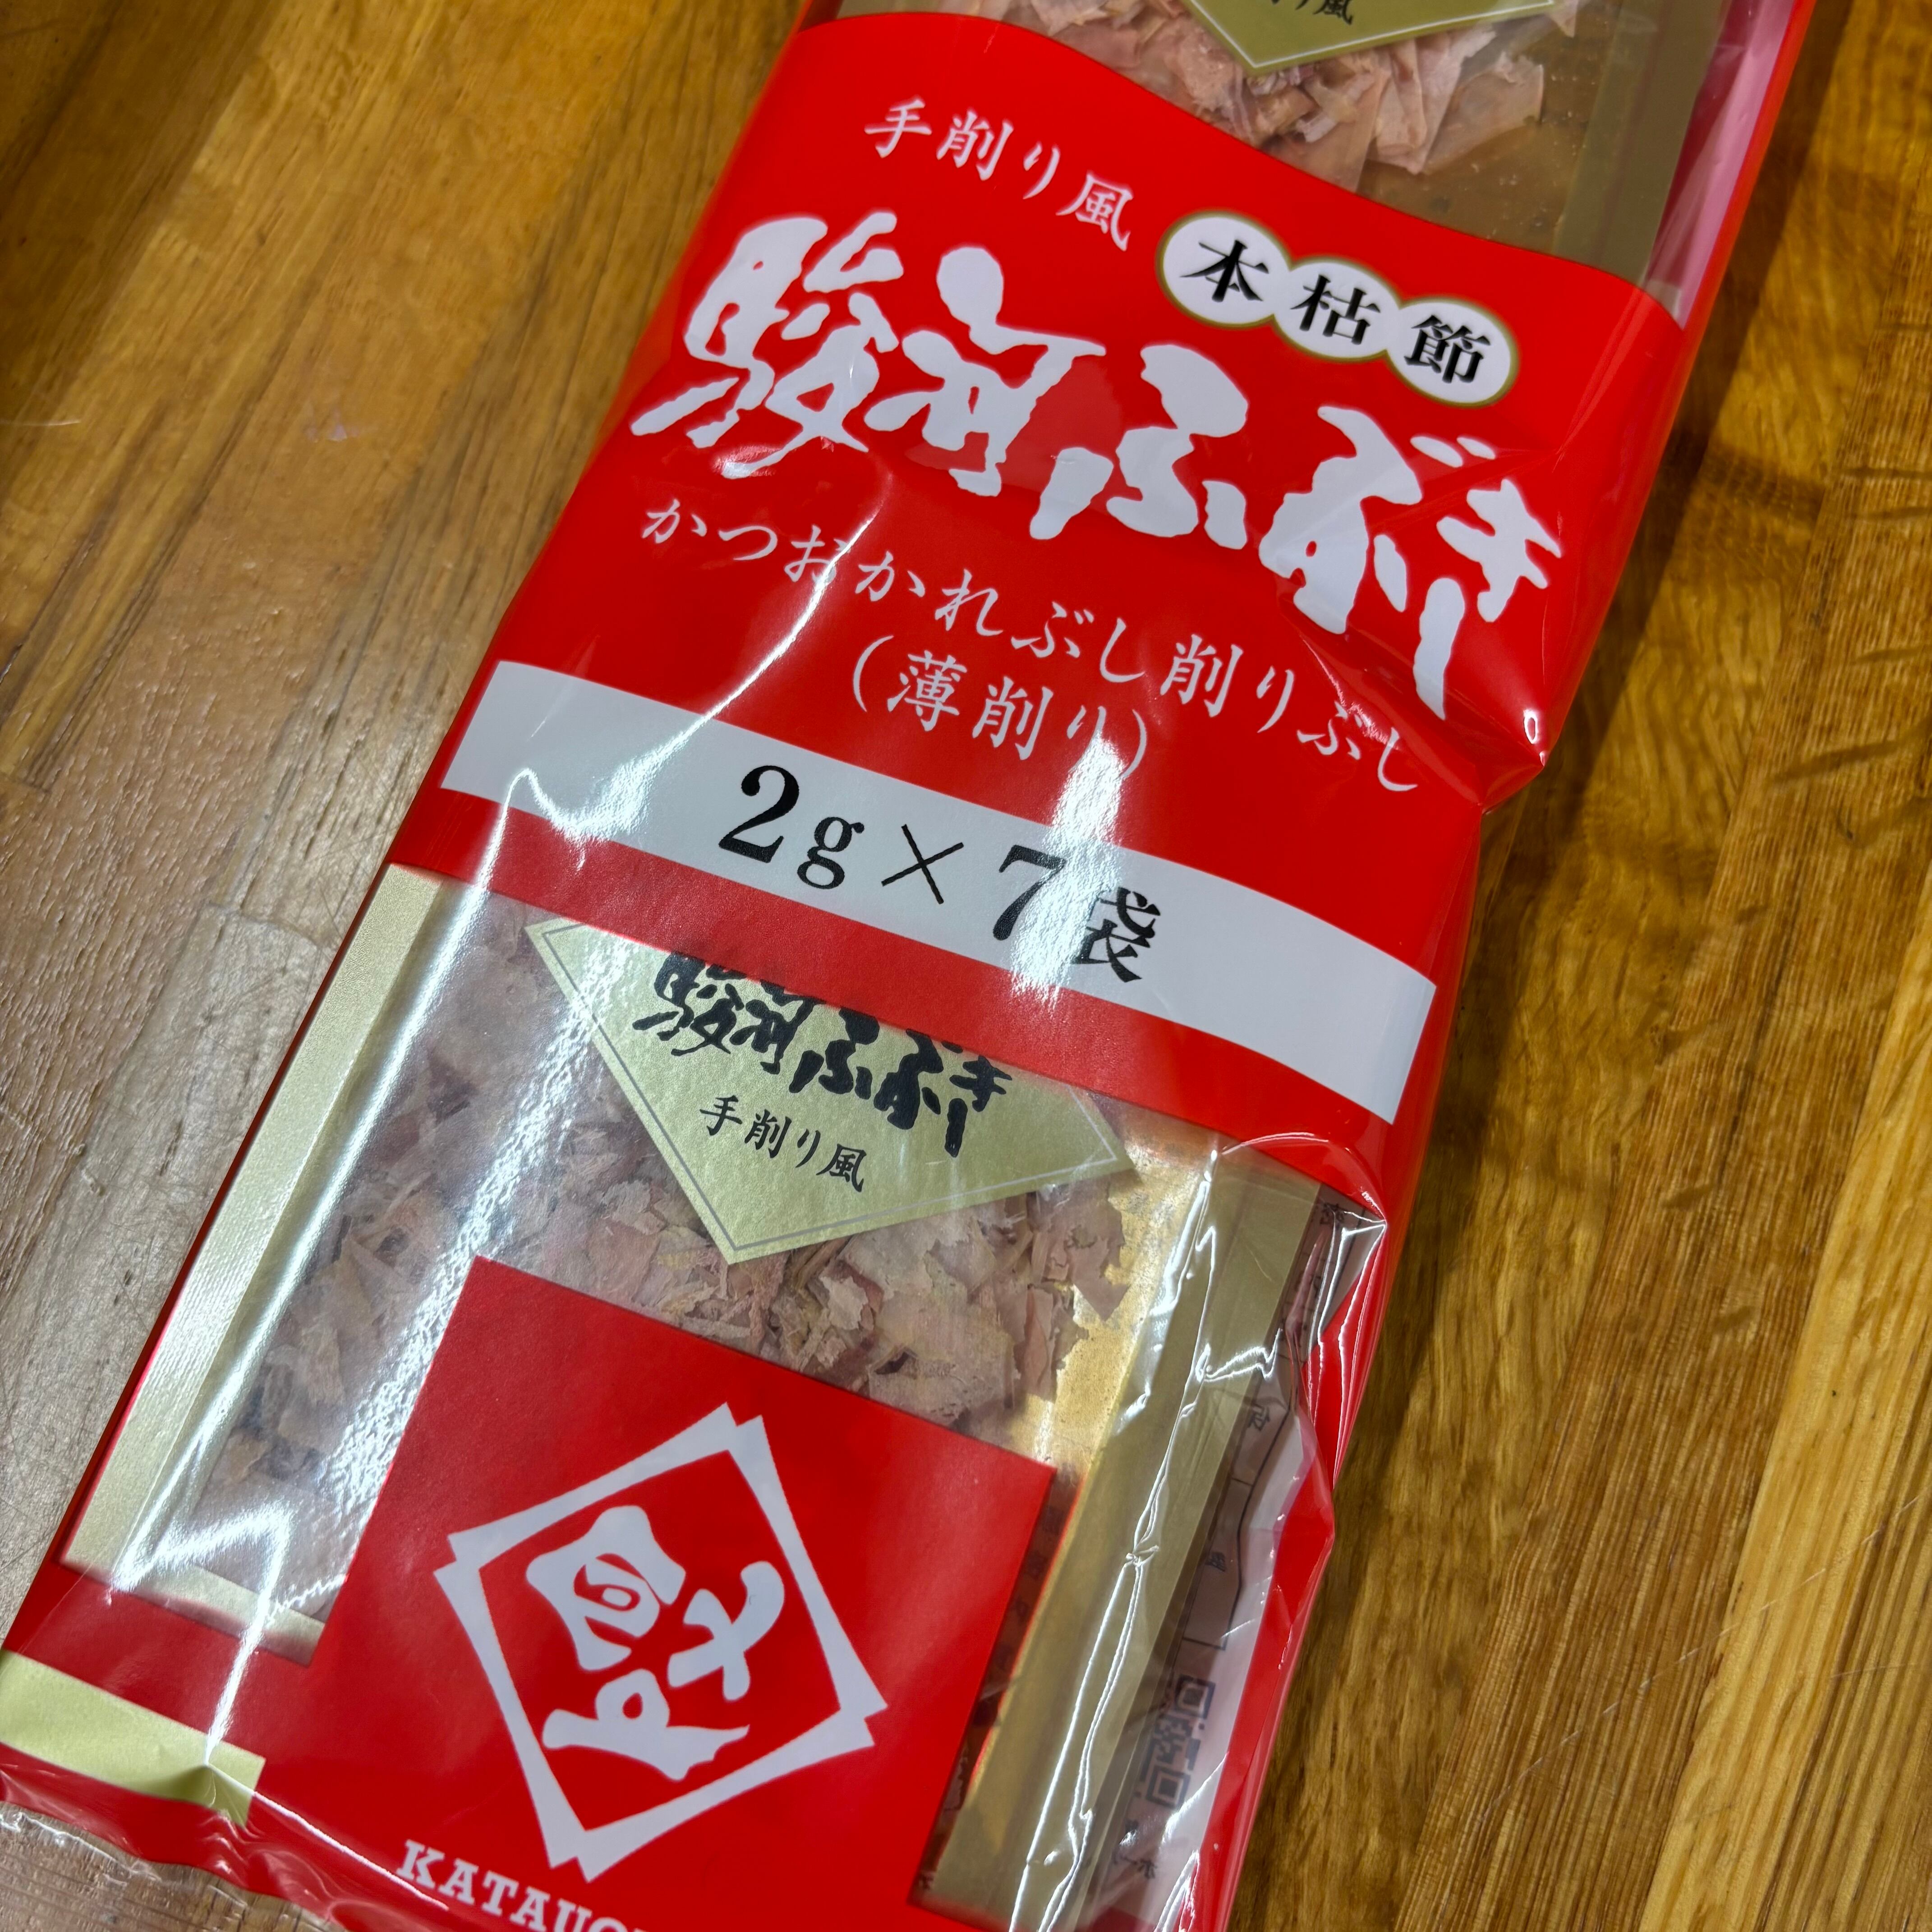 手削り風
本枯節
駿河ふぶき
かつおかれぶし削りぶし
(薄削り)
2g×7袋
駿河ふぶき
手削り風